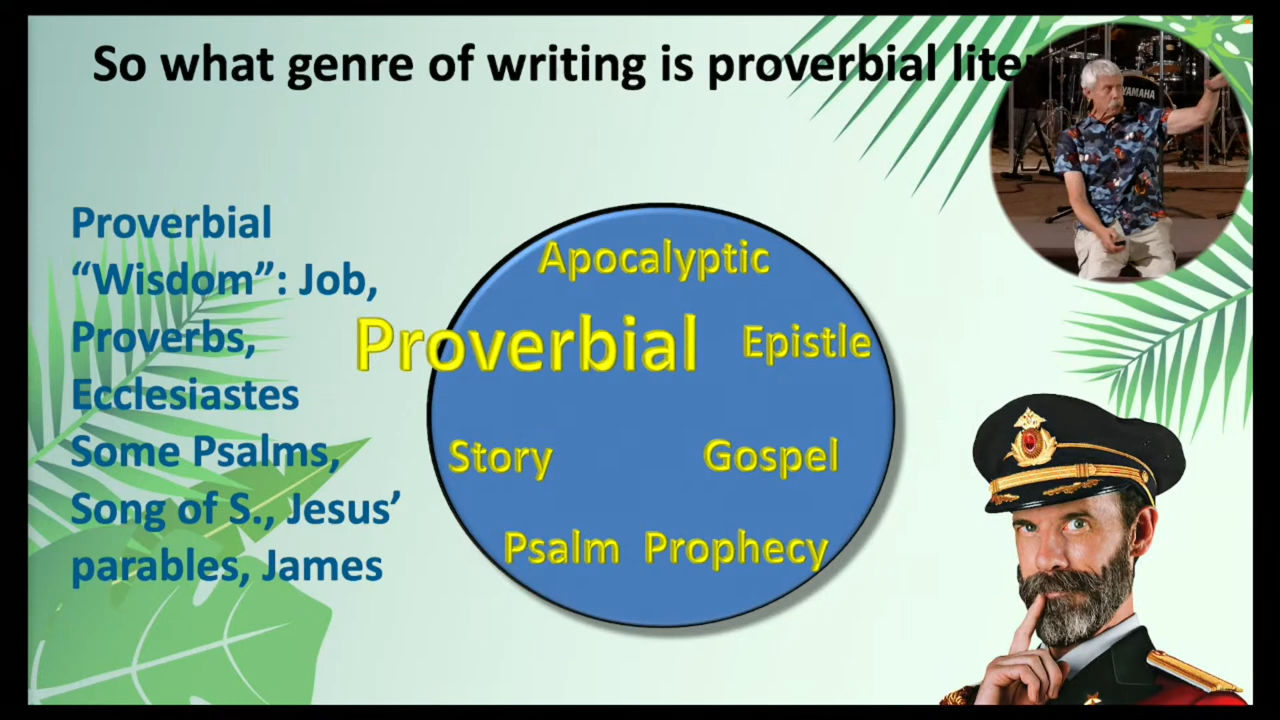 So what genre of writing is proverbial
YAMAHA
Proverbial
“Wisdom”: Job,
Proverbs,
Ecclesiastes
Some Psalms,
Song of S., Jesus’
parables, James
Apocalyptic
Proverbial Epistle
Story Gospel
Psalm Prophecy